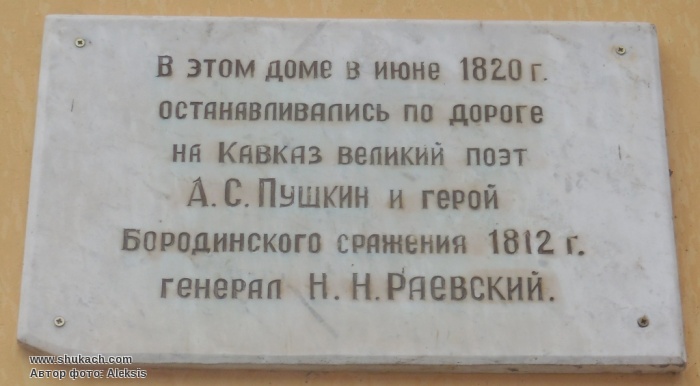 В этом доме в июне 1820 г.
останавливались по дороге
на Кавказ великий поэт
А. С. Пушкин и герой
Бородинского сражения 1812 г.
генерал Н. Н. Раевский.
www.shukach.com
Автор фото: Aleksis